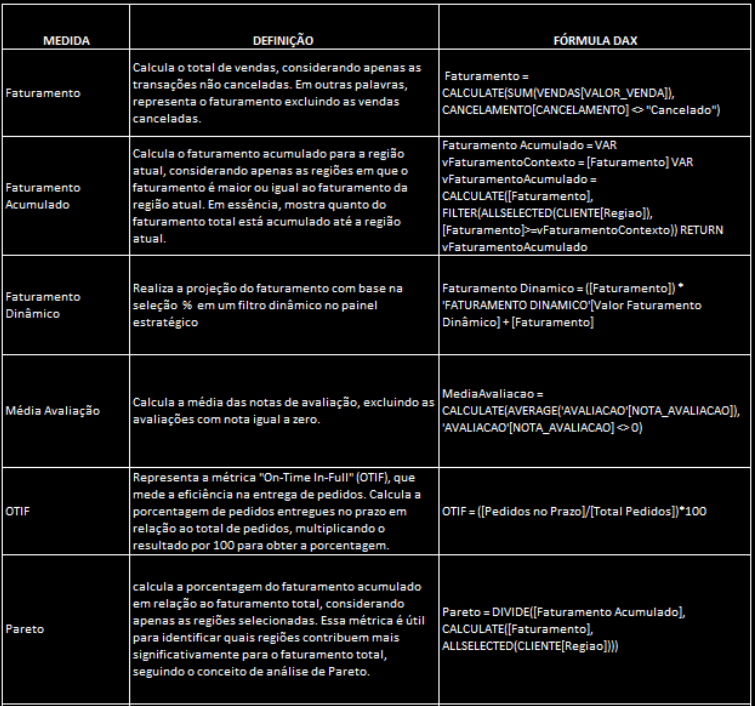 MEDIDA
DEFINIÇÃO
FÓRMULA DAX
Faturamento
Calcula o total de vendas, considerando apenas as
transações não canceladas. Em outras palavras,
representa o faturamento excluindo as vendas
canceladas.
Faturamento =
CALCULATE(SUM(VENDAS[VALOR_VENDA]),
CANCELAMENTO[CANCELAMENTO] <> "Cancelado")
Faturamento
Acumulado
Calcula o faturamento acumulado para a região
atual, considerando apenas as regiões em que o
faturamento é maior ou igual ao faturamento da
região atual. Em essência, mostra quanto do
faturamento total está acumulado até a região
atual.
Faturamento Acumulado = VAR
vFaturamentoContexto = [Faturamento] VAR
vFaturamentoAcumulado =
CALCULATE([Faturamento],
FILTER(ALLSELECTED(CLIENTE[Regiao]),
[Faturamento]>=vFaturamentoContexto)) RETURN
vFaturamentoAcumulado
Faturamento
Dinâmico
Realiza a projeção do faturamento com base na
seleção % em um filtro dinâmico no painel
estratégico
Faturamento Dinamico = ([Faturamento]) *
'FATURAMENTO DINAMICO'[Valor Faturamento
Dinâmico] + [Faturamento]
Média Avaliação
Calcula a média das notas de avaliação, excluindo as
avaliações com nota igual a zero.
MediaAvaliacao =
CALCULATE(AVERAGE('AVALIACAO'[NOTA_AVALIACAO]),
'AVALIACAO'[NOTA_AVALIACAO] <> 0)
OTIF
Representa a métrica "On-Time In-Full" (OTIF), que
mede a eficiência na entrega de pedidos. Calcula a
porcentagem de pedidos entregues no prazo em
relação ao total de pedidos, multiplicando o
resultado por 100 para obter a porcentagem.
OTIF = ([Pedidos no Prazo]/[Total Pedidos])*100
Pareto
calcula a porcentagem do faturamento acumulado
em relação ao faturamento total, considerando
apenas as regiões selecionadas. Essa métrica é útil
para identificar quais regiões contribuem mais
significativamente para o faturamento total,
seguindo o conceito de análise de Pareto.
Pareto = DIVIDE([Faturamento Acumulado],
CALCULATE([Faturamento],
ALLSELECTED(CLIENTE[Regiao])))